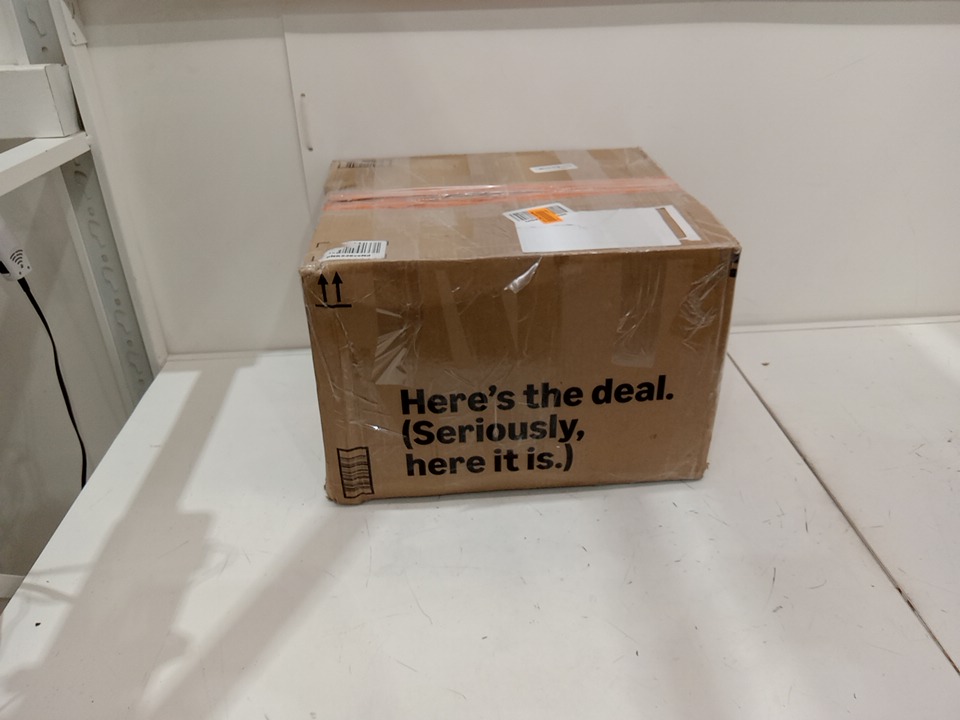 Here's the deal.
(Seriously,
here it is.)